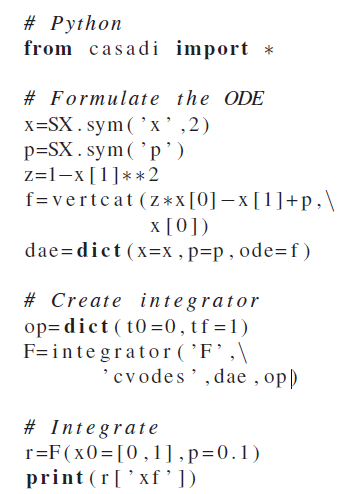 # Python
from casadi import *
# Formulate the ODE
x=SX.sym('x',2)
p=SX.sym('p')
z=1-x[1]**2
f=vertcat(z*x[0]-x[1]+p,\
x[0])
dae=dict(x=x,p=p,ode=f)
# Create integrator
op=dict(t0=0,tf=1)
F=integrator('F',\
'cvodes',dae,op)
# Integrate
r=F(x0=[0,1],p=0.1)
print(r['xf'])